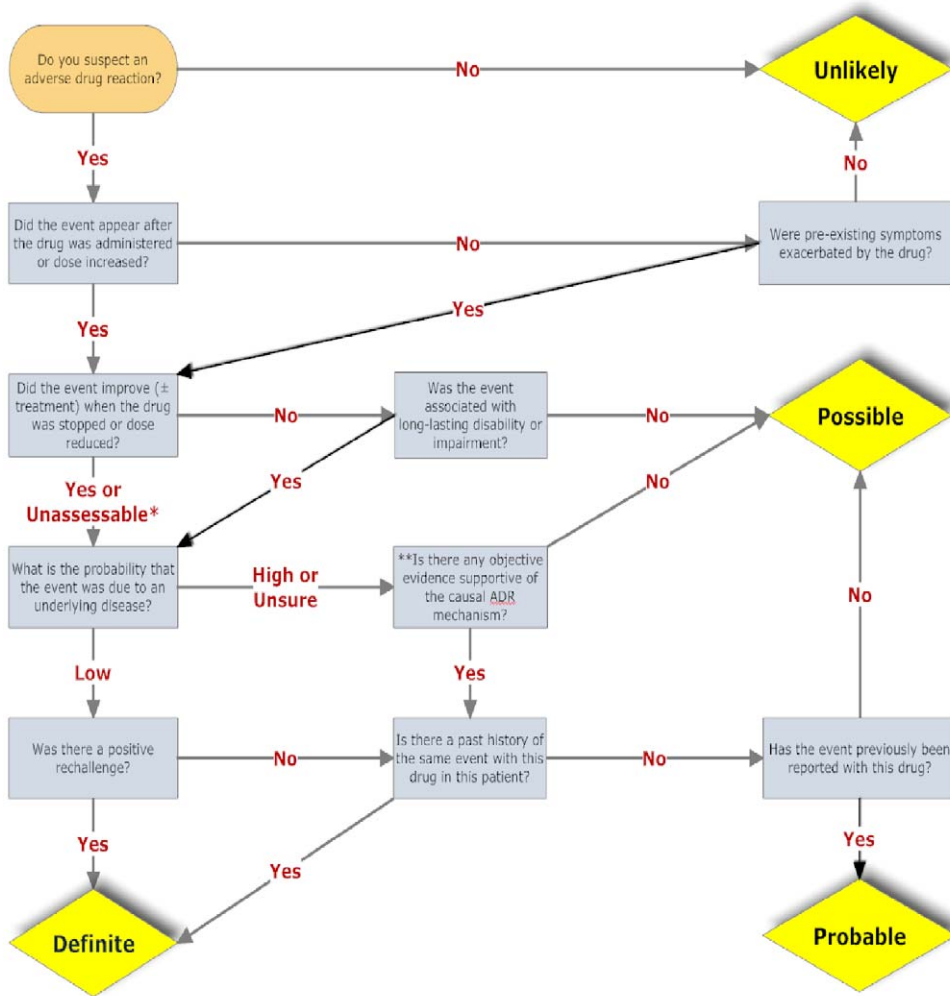 Do you suspect an
adverse drug reaction?
No
Unlikely
Yes
No
Did the event appear after
the drug was administered
or dose increased?
No
Were pre-existing symptoms
exacerbated by the drug?
Yes
Yes
Did the event improve (±
treatment) when the drug
was stopped or dose
reduced?
No
Was the event
associated with
long-lasting disability or
impairment?
No
Possible
Yes or
Unassessable*
Yes
No
What is the probability that
the event was due to an
underlying disease?
High or
Unsure
**Is there any objective
evidence supportive of
the causal ADR
mechanism?
No
Low
Yes
Was there a positive
rechallenge?
No
Is there a past history of
the same event with this
drug in this patient?
No
Has the event previously been
reported with this drug?
Yes
Yes
Yes
Definite
Probable